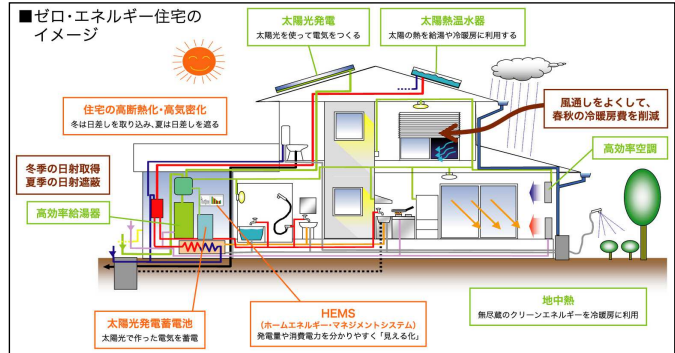 ■ゼロ・エネルギー住宅の
イメージ
太陽光発電
太陽光を使って電気をつくる
太陽熱温水器
太陽の熱を給湯や冷暖房に利用する
住宅の高断熱化・高気密化
冬は日差しを取り込み、夏は日差しを遮る
風通しをよくして、
春秋の冷暖房費を削減
冬季の日射取得
夏季の日射遮蔽
高効率空調
高効率給湯器
太陽光発電蓄電池
太陽光で作った電気を蓄電
HEMS
(ホームエネルギー・マネジメントシステム)
発電量や消費電力を分かりやすく「見える化」
地中熱
無尽蔵のクリーンエネルギーを冷暖房に利用